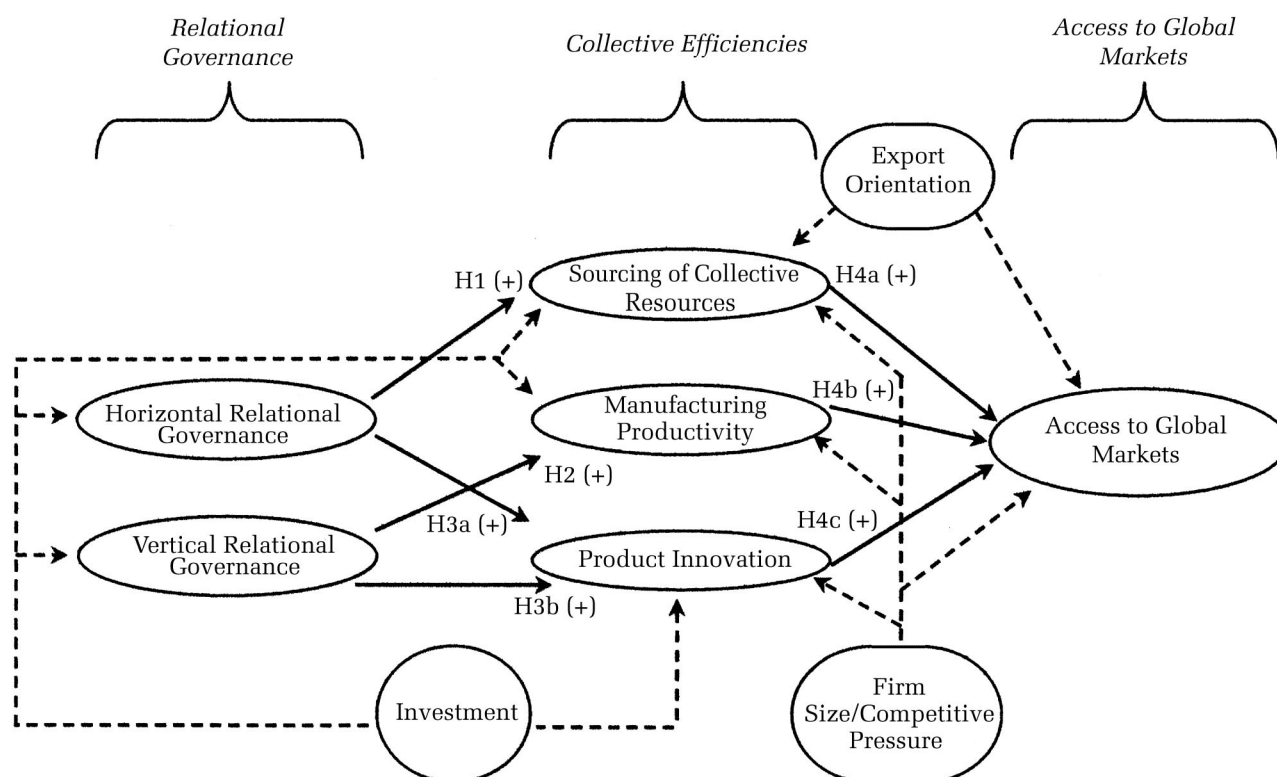 Relational
Governance
Collective Efficiencies
Access to Global
Markets
Export
Orientation
H1 (+)
Sourcing of Collective
Resources
H4a (+)
Horizontal Relational
Governance
Manufacturing
Productivity
H4b (+)
Access to Global
Markets
H2 (+)
H3a (+)
H4c (+)
Vertical Relational
Governance
Product Innovation
H3b (+)
Investment
Firm
Size/Competitive
Pressure